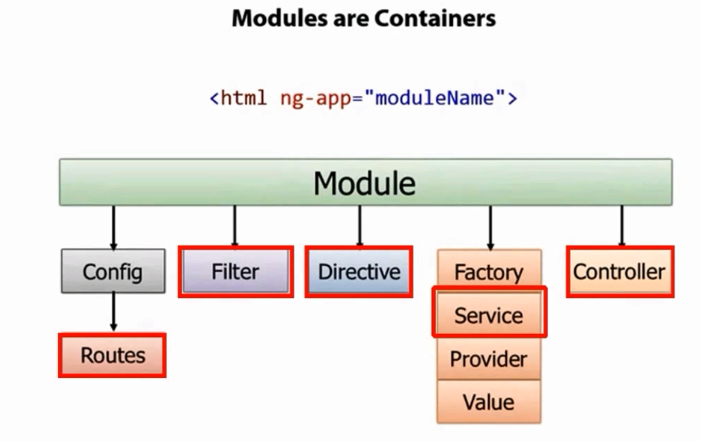 Modules are Containers
<html ng-app="moduleName">
Module
Config
Filter
Directive
Factory
Controller
Service
Routes
Provider
Value